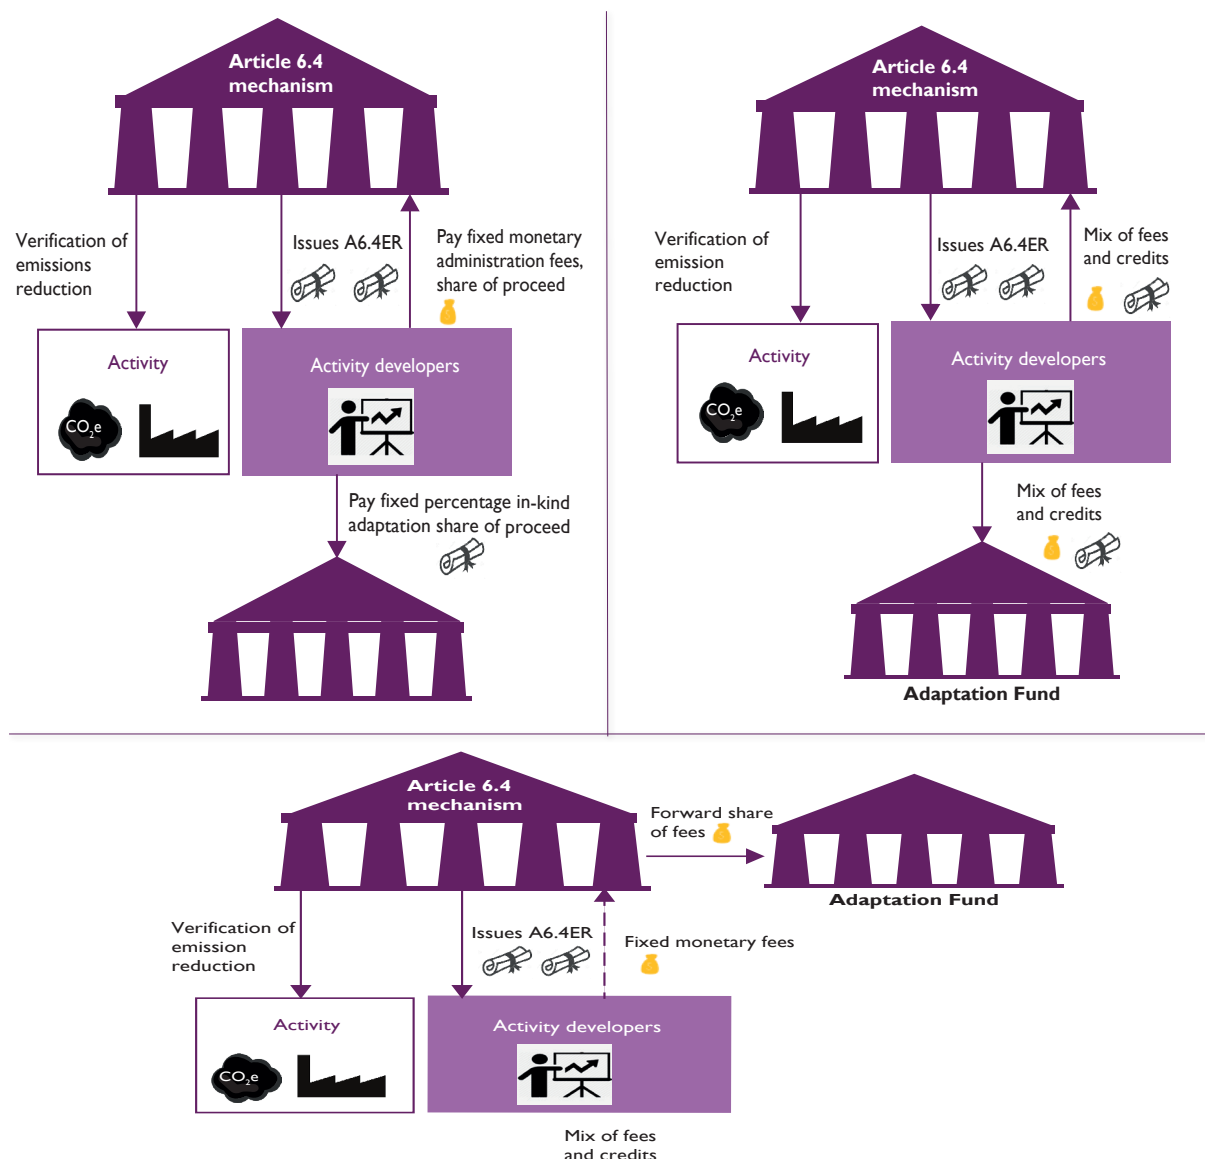 Article 6.4
mechanism
Verification of
emissions
reduction
Issues A6.4ER
Pay fixed monetary
administration fees,
share of proceed
Activity
CO₂e
Activity developers
Pay fixed percentage in-kind
adaptation share of proceed
Article 6.4
mechanism
Verification of
emission
reduction
Issues A6.4ER
Mix of fees
and credits
Activity
CO₂e
Activity developers
Mix of fees
and credits
Adaptation Fund
Article 6.4
mechanism
Forward share
of fees
Adaptation Fund
Verification of
emission
reduction
Issues A6.4ER
Fixed monetary fees
Activity
CO₂e
Activity developers
Mix of fees
and credits